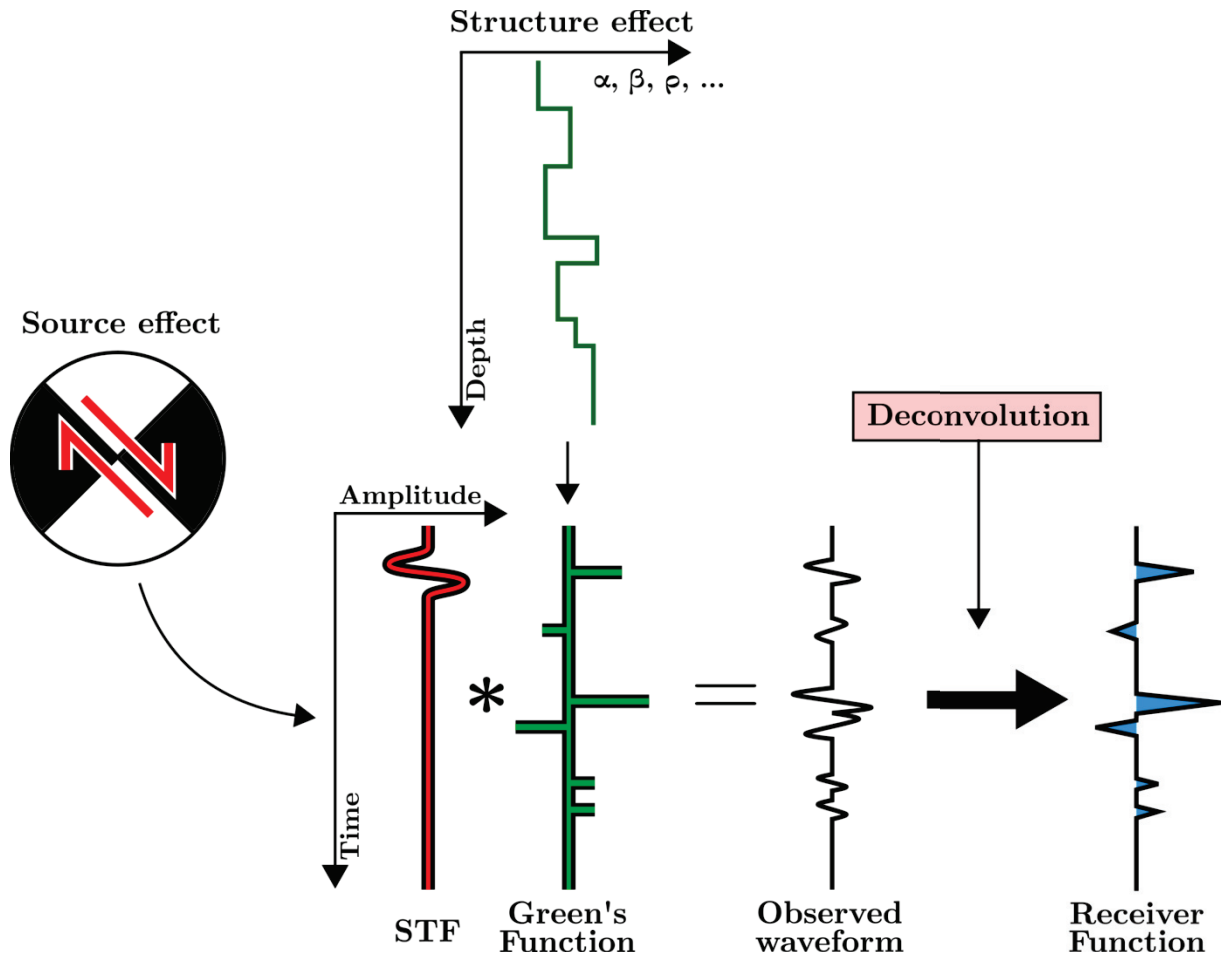 Structure effect
α, β, ρ, ...
Depth
Source effect
Deconvolution
Amplitude
Time
*
=
STF
Green's
Function
Observed
waveform
Receiver
Function